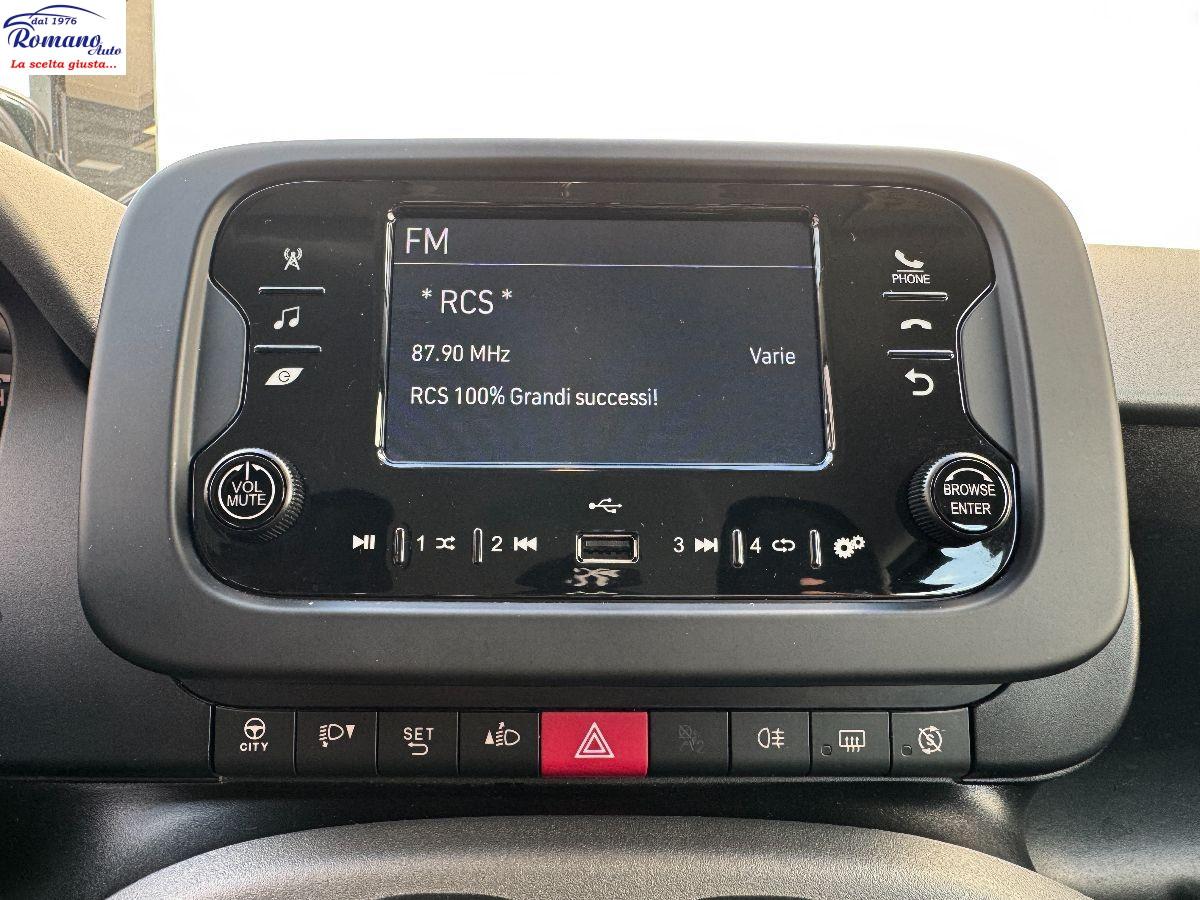 dal 1976
Romano
Auto
La scelta giusta...
FM
* RCS *
87.90 MHz
Varie
RCS 100% Grandi successi!
PHONE
VOL
MUTE
BROWSE
ENTER
1
2
3
4
CITY
SET